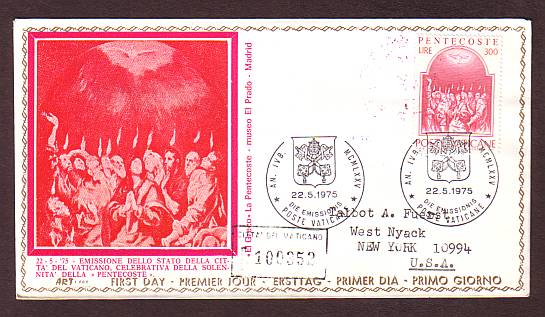 PENTECOSTE
LIRE 300
POSTE VATICANE
El Greco - La Pentecoste - museo El Prado - Madrid
AN. IVB. MCMLXXV
22.5.1975
DIE EMISSIONIS
POSTE VATICANE
AN. IVB. MCMLXXV
22.5.1975
DIE EMISSIONIS
POSTE VATICANE
Talbot A.
West Nyack
NEW YORK 10994
U.S.A.
DEL VATICANO
100352
22-5-'75 - EMISSIONE DELLO STATO DELLA CIT-
TA' DEL VATICANO, CELEBRATIVA DELLA SOLEN-
NITA' DELLA «PENTECOSTE».
ART
FIRST DAY - PREMIER JOUR - ERSTTAG - PRIMER DIA - PRIMO GIORNO